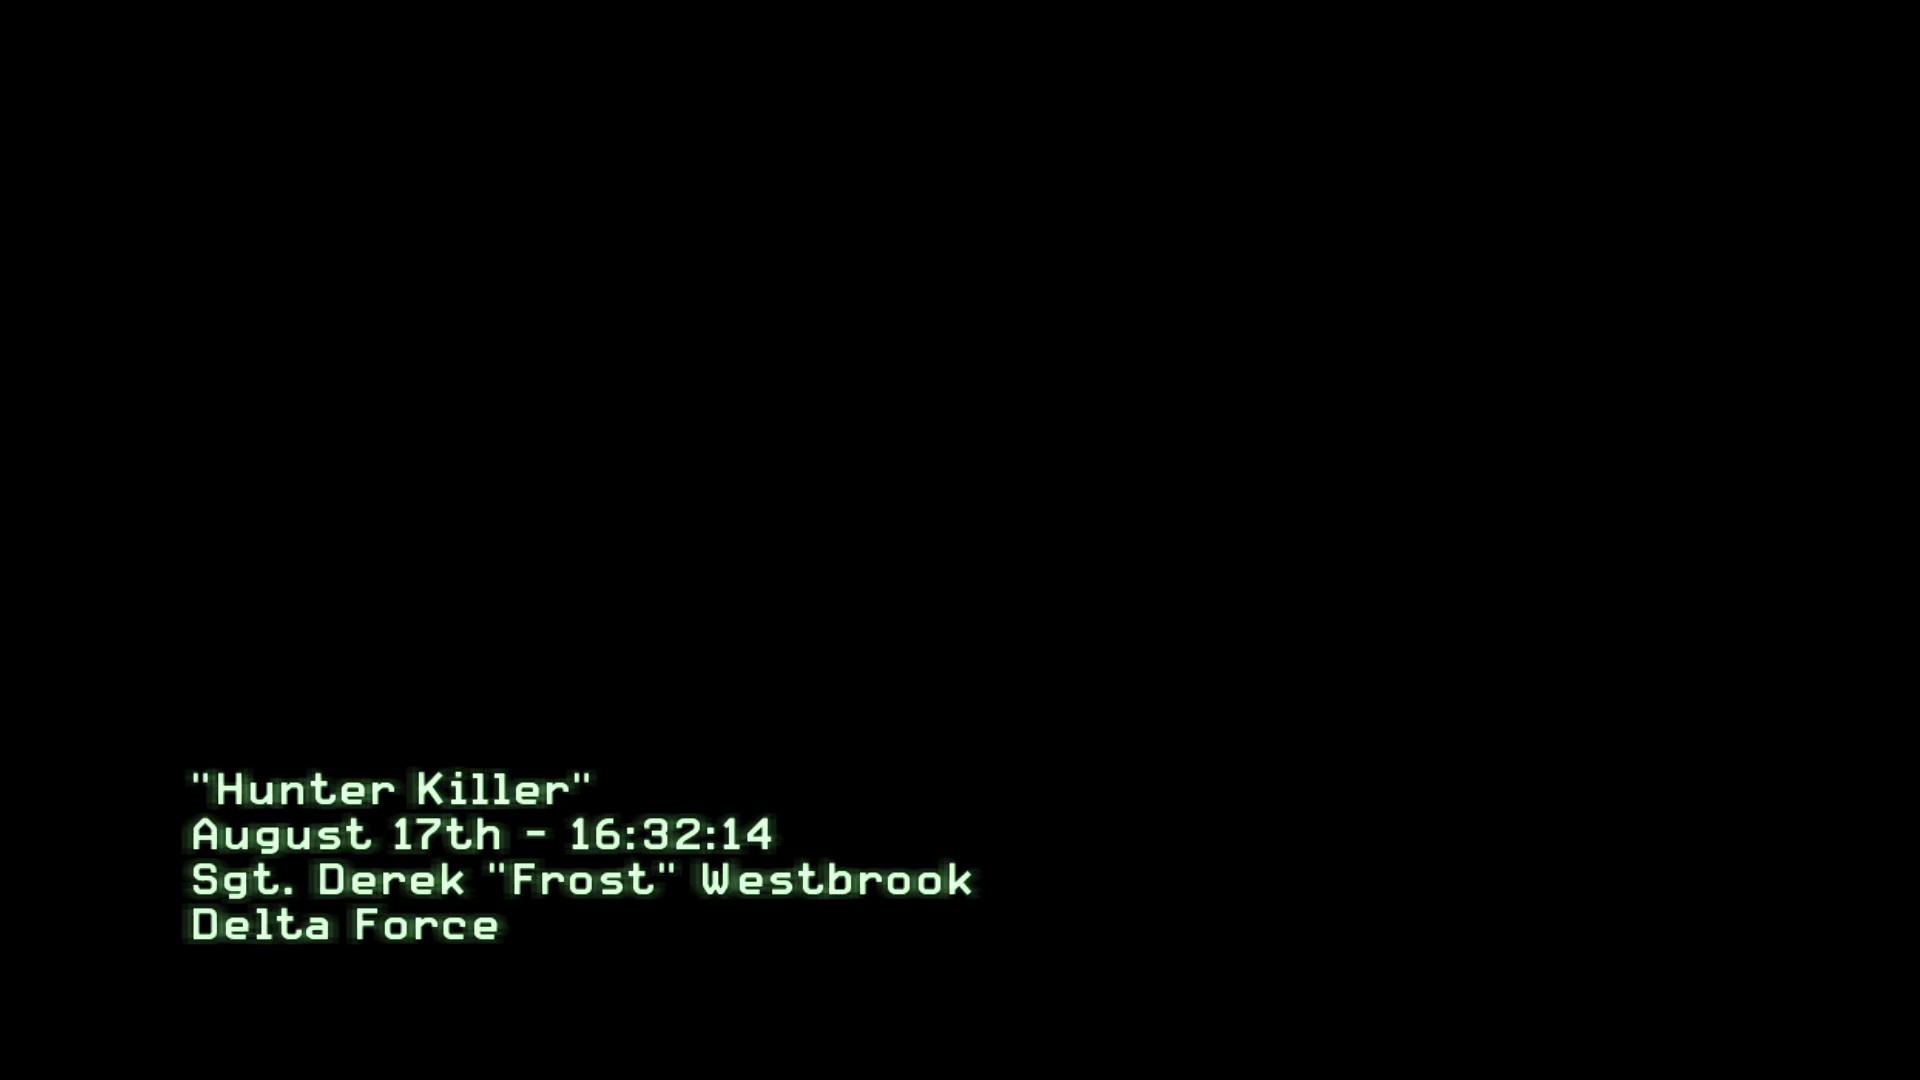 "Hunter Killer"
August 17th - 16:32:14
Sgt. Derek "Frost" Westbrook
Delta Force